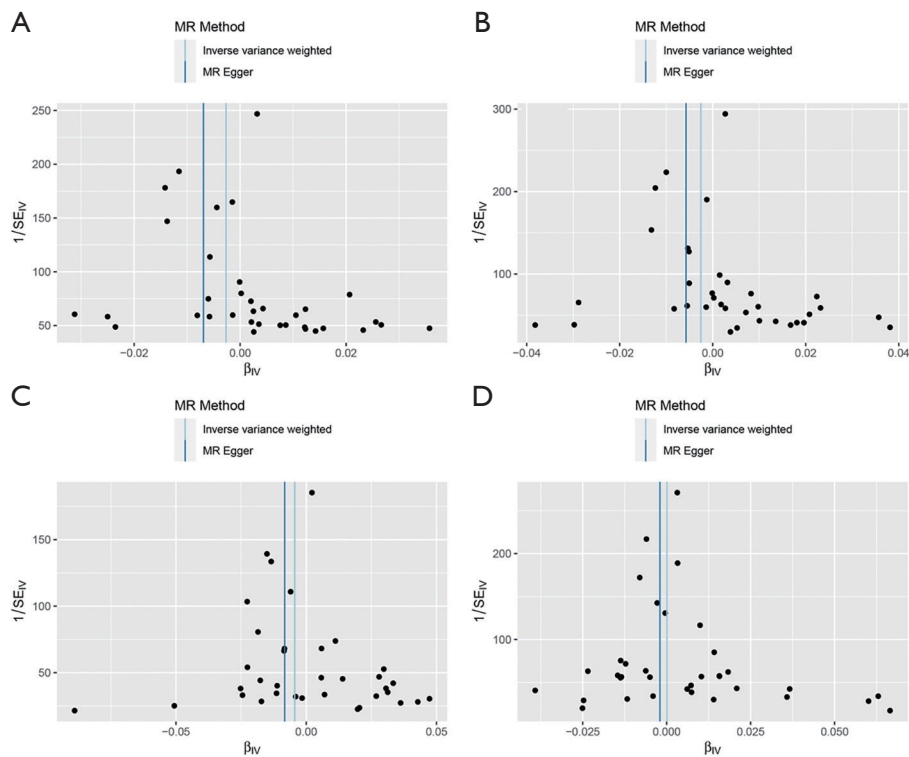 A
MR Method
Inverse variance weighted
MR Egger
250
200
150
100
50
1/SE_IV
−0.02
0.00
0.02
β_IV
B
MR Method
Inverse variance weighted
MR Egger
300
200
100
1/SE_IV
−0.04
−0.02
0.00
0.02
0.04
β_IV
C
MR Method
Inverse variance weighted
MR Egger
150
100
50
1/SE_IV
−0.05
0.00
0.05
β_IV
D
MR Method
Inverse variance weighted
MR Egger
200
100
1/SE_IV
−0.025
0.000
0.025
0.050
β_IV